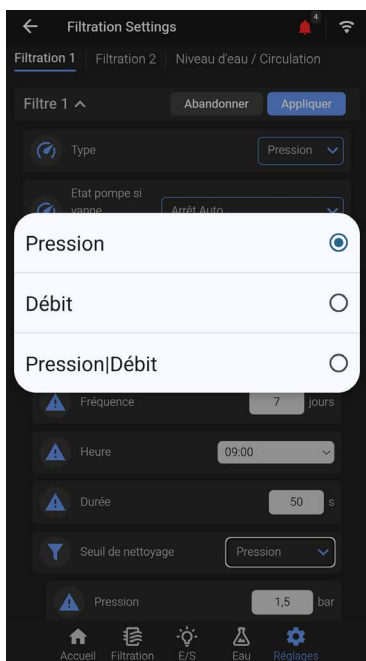 Filtration Settings
4
Filtration 1 | Filtration 2 | Niveau d'eau / Circulation
Filtre 1
Abandonner
Appliquer
Type
Pression
Etat pompe si
vanne
Arrêt Auto
Pression
Débit
Pression|Débit
Fréquence
7
jours
Heure
09:00
Durée
50
s
Seuil de nettoyage
Pression
Pression
1,5
bar
Accueil
Filtration
E/S
Eau
Réglages